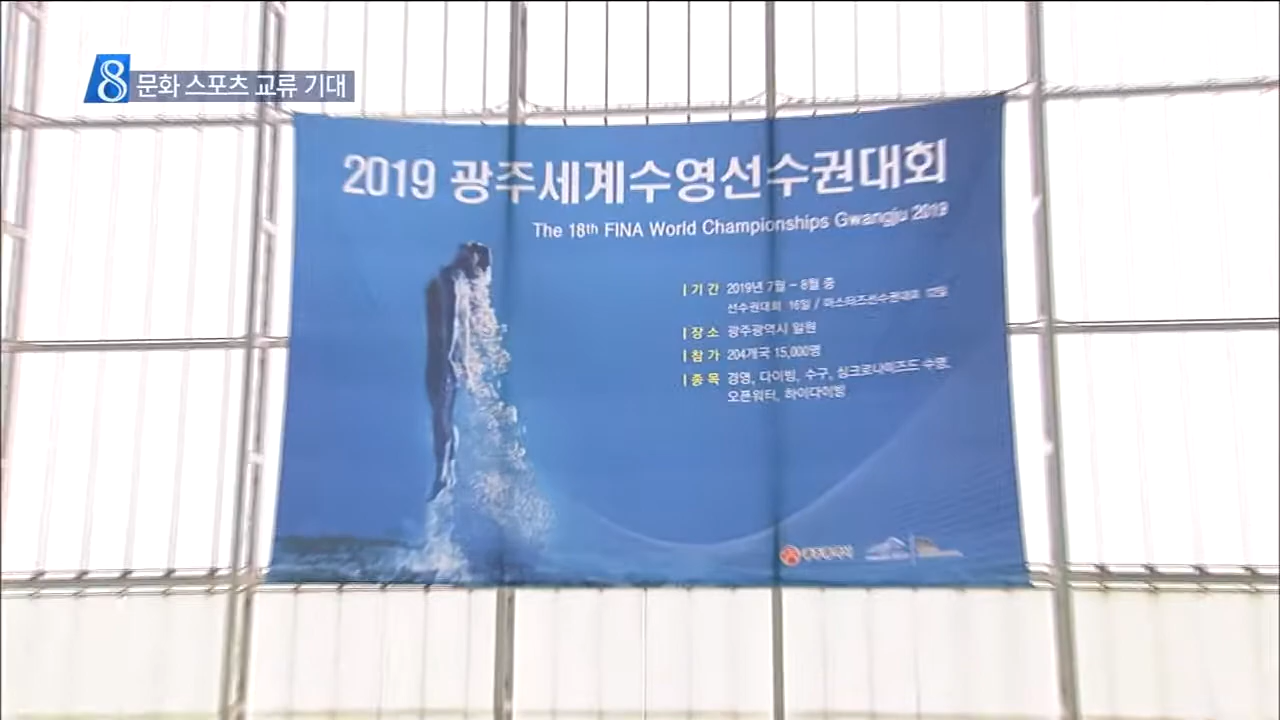 8 문화 스포츠 교류 기대
2019 광주세계수영선수권대회
The 18th FINA World Championships Gwangju 2019
기 간 2019년 7월 ~ 8월 중
선수권대회 16일 / 마스터즈선수권대회
장 소 광주광역시 일원
참 가 204개국 15,000명
종 목 경영, 다이빙, 수구, 싱크로나이즈드 수영,
오픈워터, 하이다이빙
광주광역시